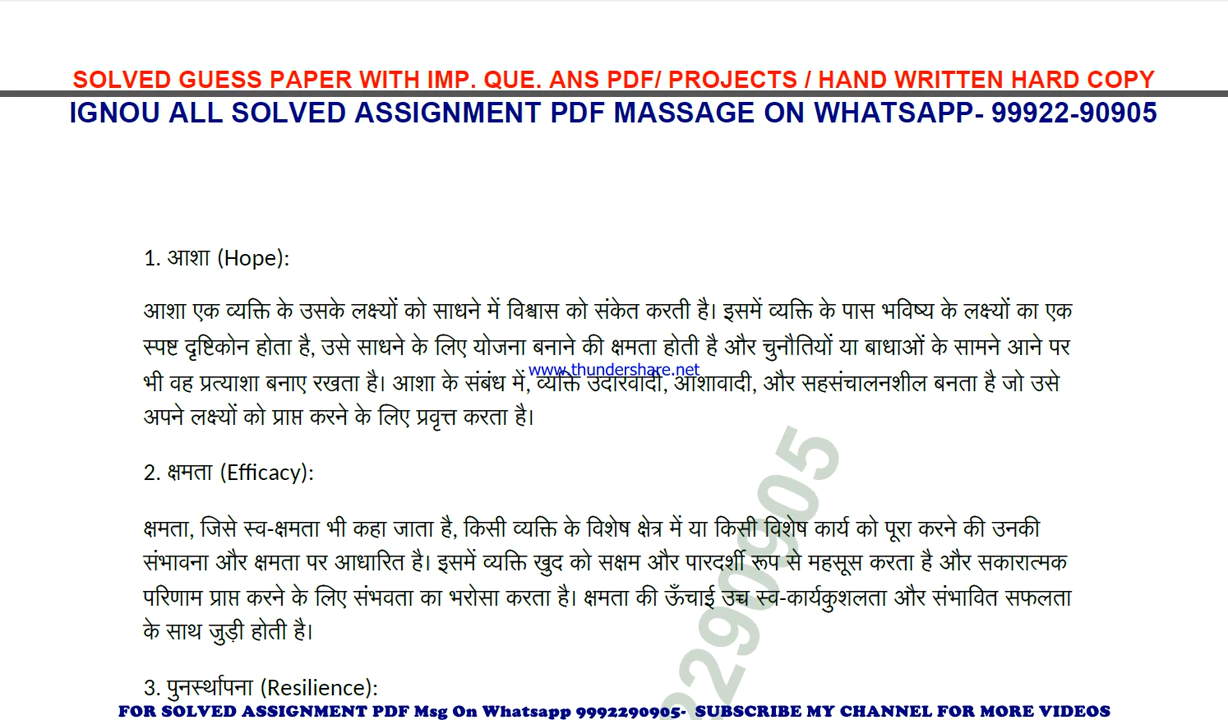 SOLVED GUESS PAPER WITH IMP. QUE. ANS PDF/ PROJECTS / HAND WRITTEN HARD COPY
IGNOU ALL SOLVED ASSIGNMENT PDF MASSAGE ON WHATSAPP- 99922-90905
1. आशा (Hope):
आशा एक व्यक्ति के उसके लक्ष्यों को साधने में विश्वास को संकेत करती है। इसमें व्यक्ति के पास भविष्य के लक्ष्यों का एक
स्पष्ट दृष्टिकोन होता है, उसे साधने के लिए योजना बनाने की क्षमता होती है और चुनौतियों या बाधाओं के सामने आने पर
www.thundershare.net
भी वह प्रत्याशा बनाए रखता है। आशा के संबंध में, व्यक्ति उदारवादी, आशावादी, और सहसंचालनशील बनता है जो उसे
अपने लक्ष्यों को प्राप्त करने के लिए प्रवृत्त करता है।
2. क्षमता (Efficacy):
क्षमता, जिसे स्व-क्षमता भी कहा जाता है, किसी व्यक्ति के विशेष क्षेत्र में या किसी विशेष कार्य को पूरा करने की उनकी
संभावना और क्षमता पर आधारित है। इसमें व्यक्ति खुद को सक्षम और पारदर्शी रूप से महसूस करता है और सकारात्मक
परिणाम प्राप्त करने के लिए संभवता का भरोसा करता है। क्षमता की ऊँचाई उच्च स्व-कार्यकुशलता और संभावित सफलता
के साथ जुड़ी होती है।
2290905
3. पुनर्स्थापना (Resilience):
FOR SOLVED ASSIGNMENT PDF Msg On Whatsapp 9992290905- SUBSCRIBE MY CHANNEL FOR MORE VIDEOS